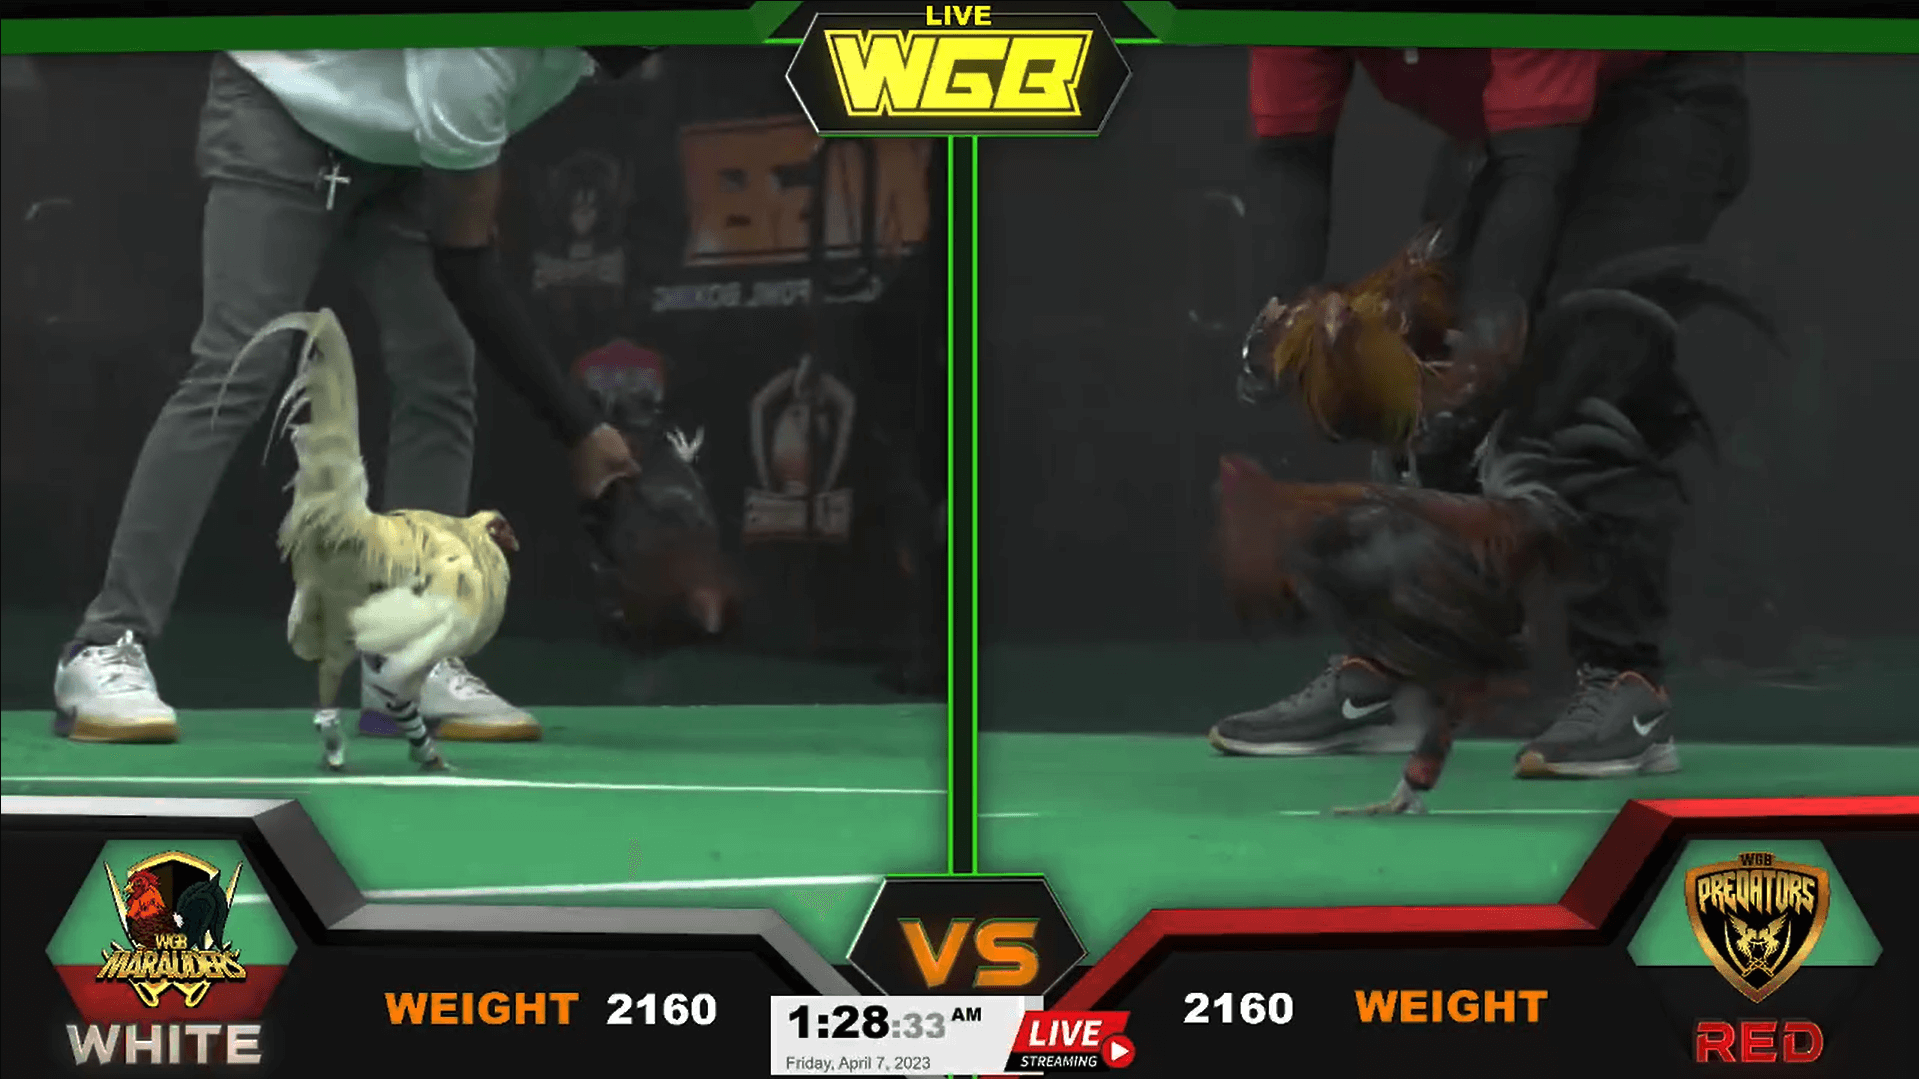 LIVE
WGB
WGB
MARAUDERS
WHITE
WEIGHT 2160
VS
1:28:33 AM
Friday, April 7, 2023
LIVE
STREAMING
2160 WEIGHT
WGB
PREDATORS
RED